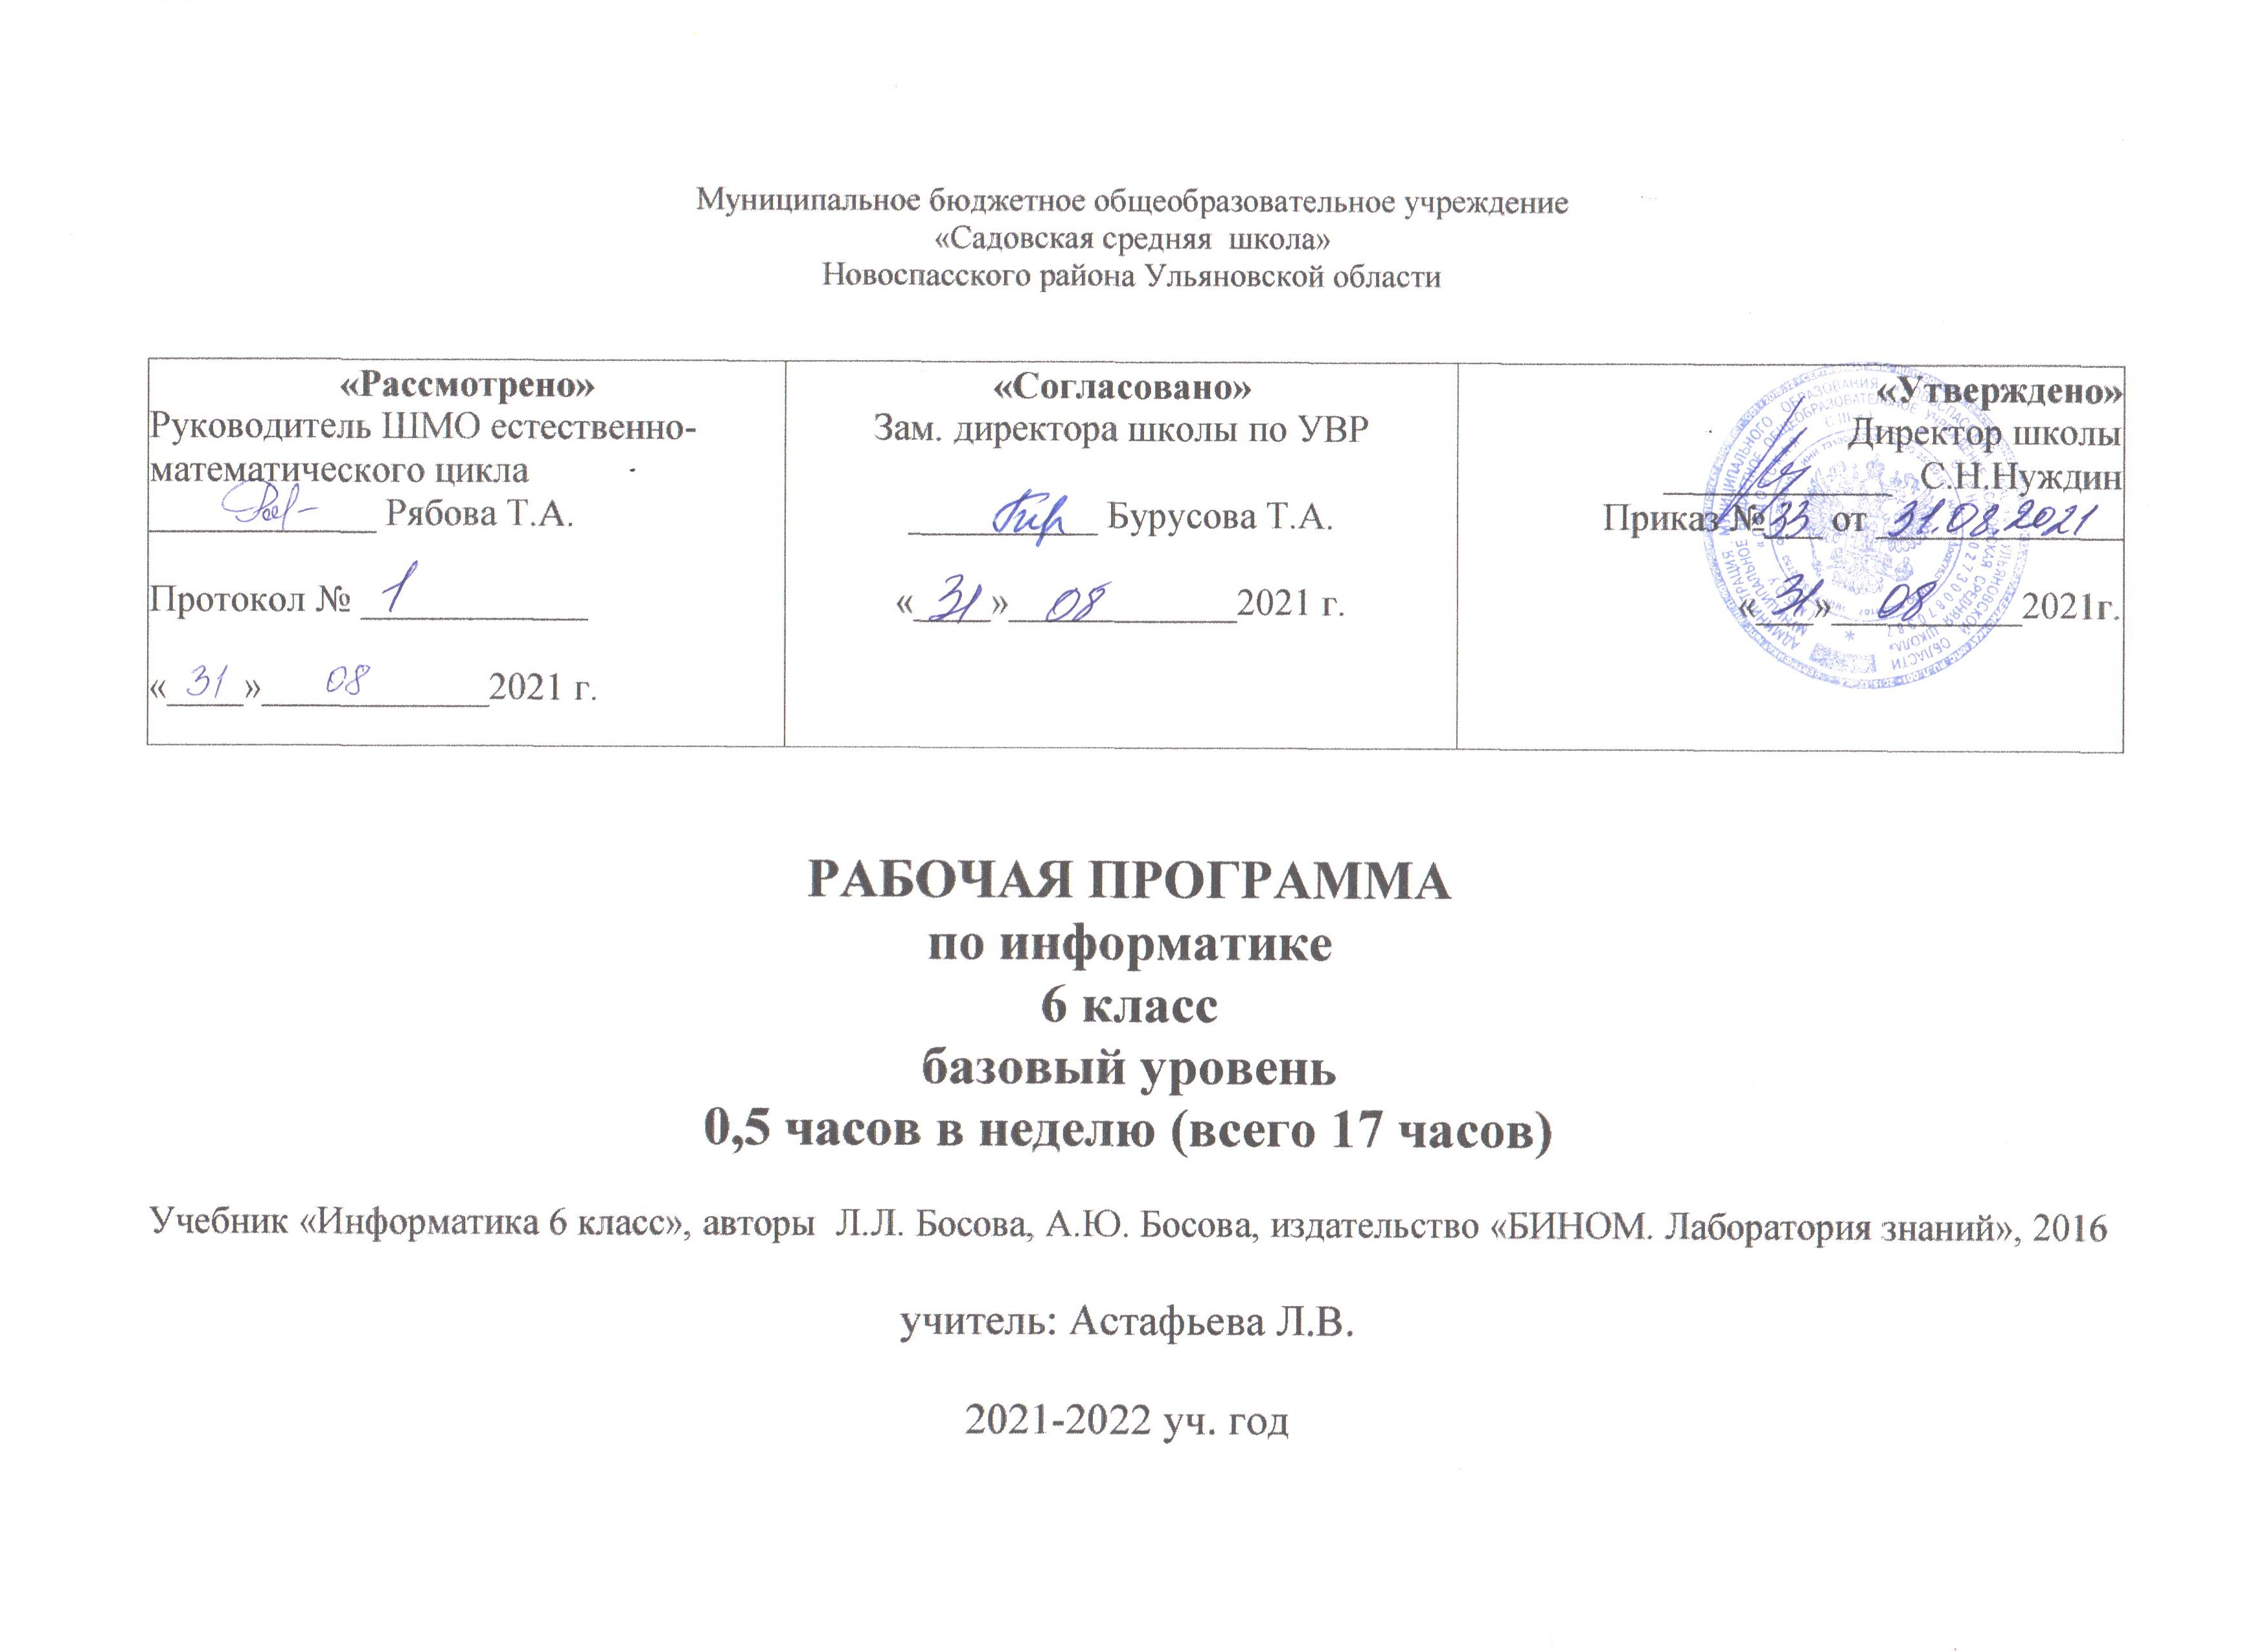 Муниципальное бюджетное общеобразовательное учреждение
«Садовская средняя школа»
Новоспасского района Ульяновской области
«Рассмотрено»
Руководитель ШМО естественно-
математического цикла
____________ Рябова Т.А.
Протокол № 1
«31» 08 2021 г.
«Согласовано»
Зам. директора школы по УВР
__________ Бурусова Т.А.
«31» 08 2021 г.
«Утверждено»
Директор школы
____________ С.Н.Нуждин
Приказ № 33 от 31.08.2021
«31» 08 2021г.
РАБОЧАЯ ПРОГРАММА
по информатике
6 класс
базовый уровень
0,5 часов в неделю (всего 17 часов)
Учебник «Информатика 6 класс», авторы Л.Л. Босова, А.Ю. Босова, издательство «БИНОМ. Лаборатория знаний», 2016
учитель: Астафьева Л.В.
2021-2022 уч. год